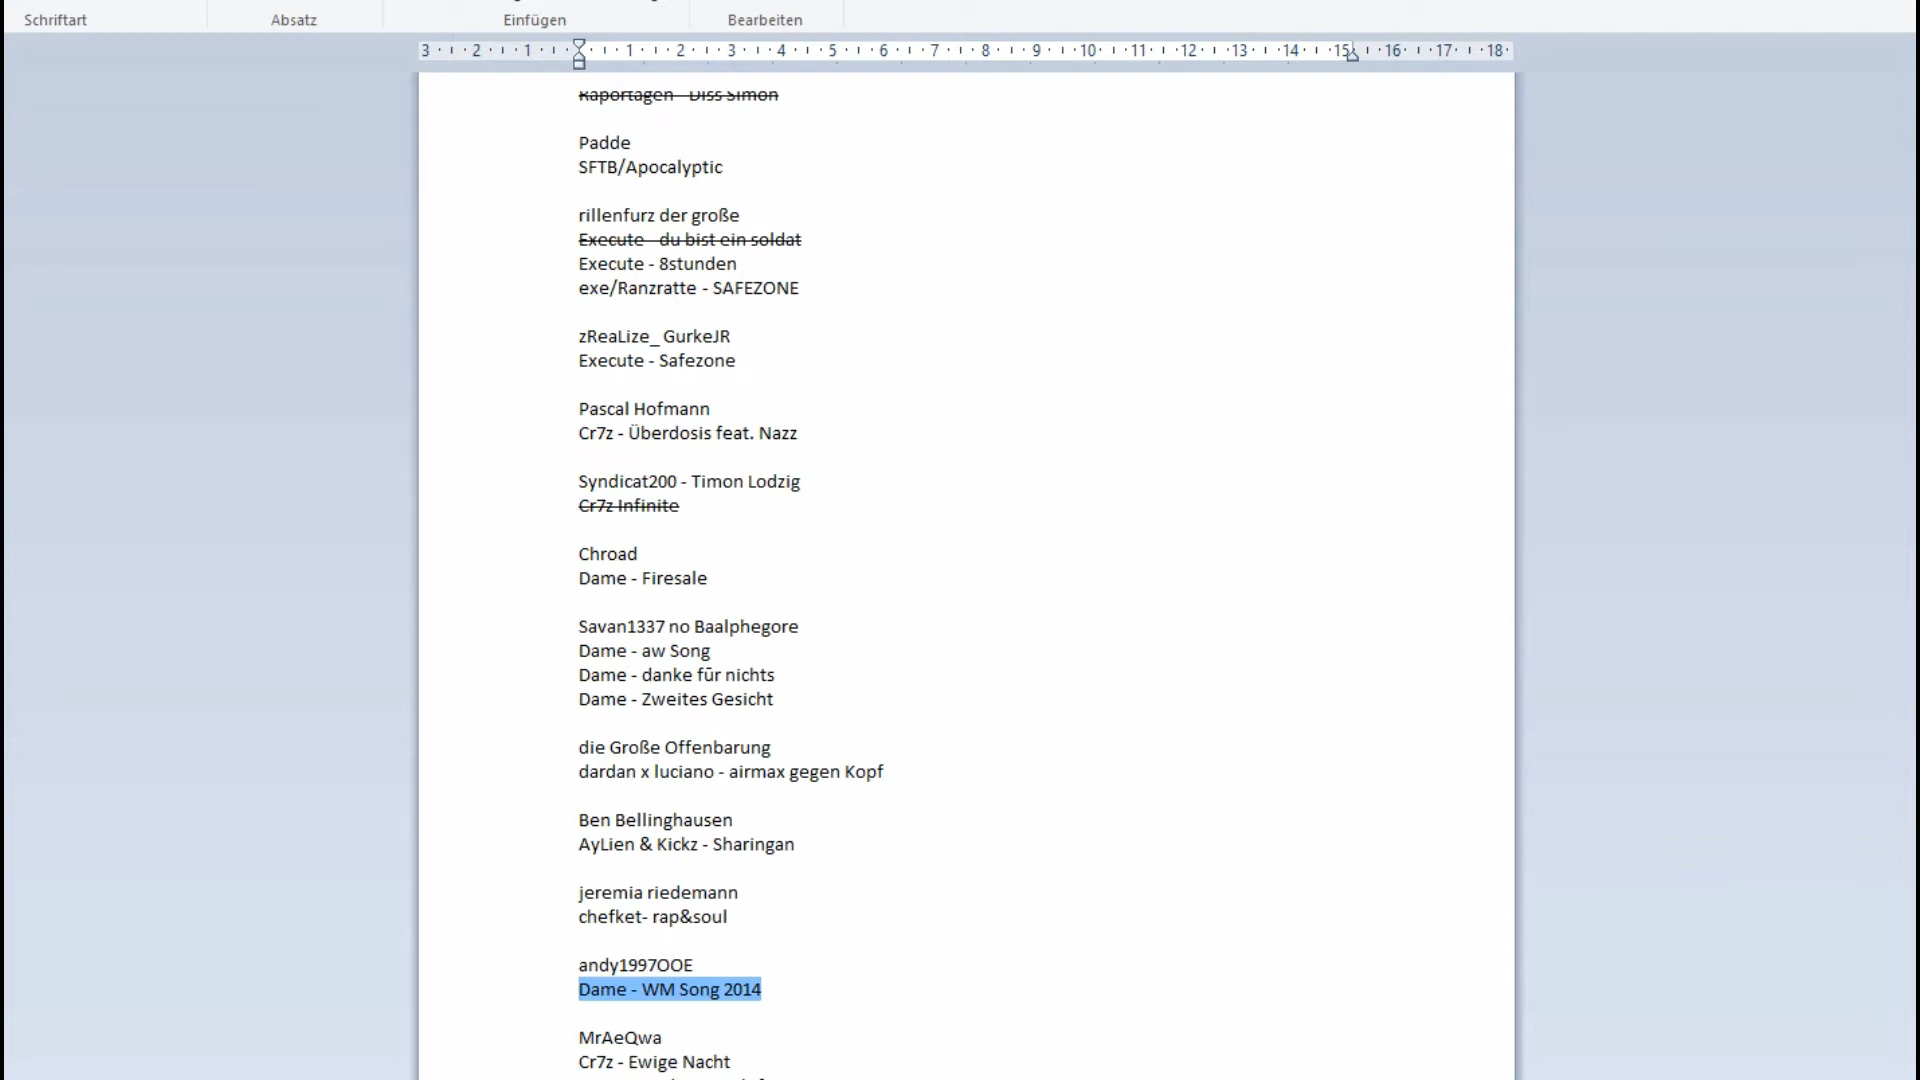 Schriftart Absatz Einfügen Bearbeiten
3 2 1 1 2 3 4 5 6 7 8 9 10 11 12 13 14 15 16 17 18
Raportagen - Diss Simon
Padde
SFTB/Apocalyptic
rillenfurz der große
Execute - du bist ein soldat
Execute - 8stunden
exe/Ranzratte - SAFEZONE
zReaLize_ GurkeJR
Execute - Safezone
Pascal Hofmann
Cr7z - Überdosis feat. Nazz
Syndicat200 - Timon Lodzig
Cr7z Infinite
Chroad
Dame - Firesale
Savan1337 no Baalphegore
Dame - aw Song
Dame - danke für nichts
Dame - Zweites Gesicht
die Große Offenbarung
dardan x luciano - airmax gegen Kopf
Ben Bellinghausen
AyLien & Kickz - Sharingan
jeremia riedemann
chefket- rap&soul
andy1997OOE
Dame - WM Song 2014
MrAeQwa
Cr7z - Ewige Nacht